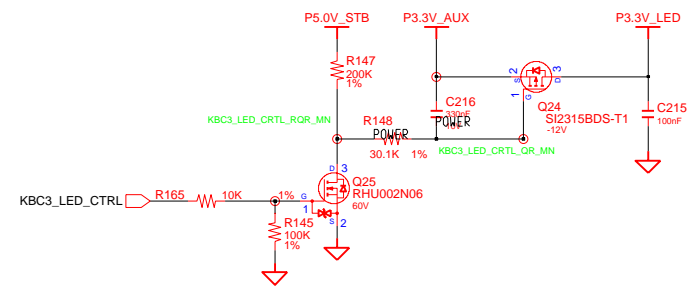 P5.0V_STB
P3.3V_AUX
P3.3V_LED
R147
200K
1%
KBC3_LED_CRTL_RQR_MN
R148
POWER
30.1K 1%
C216
330nF
10V
POWER
KBC3_LED_CRTL_QR_MN
2
S
3
D
1
G
Q24
SI2315BDS-T1
-12V
C215
100nF
KBC3_LED_CTRL
R165
10K
1%
R145
100K
1%
D
3
G
1
S
2
Q25
RHU002N06
60V